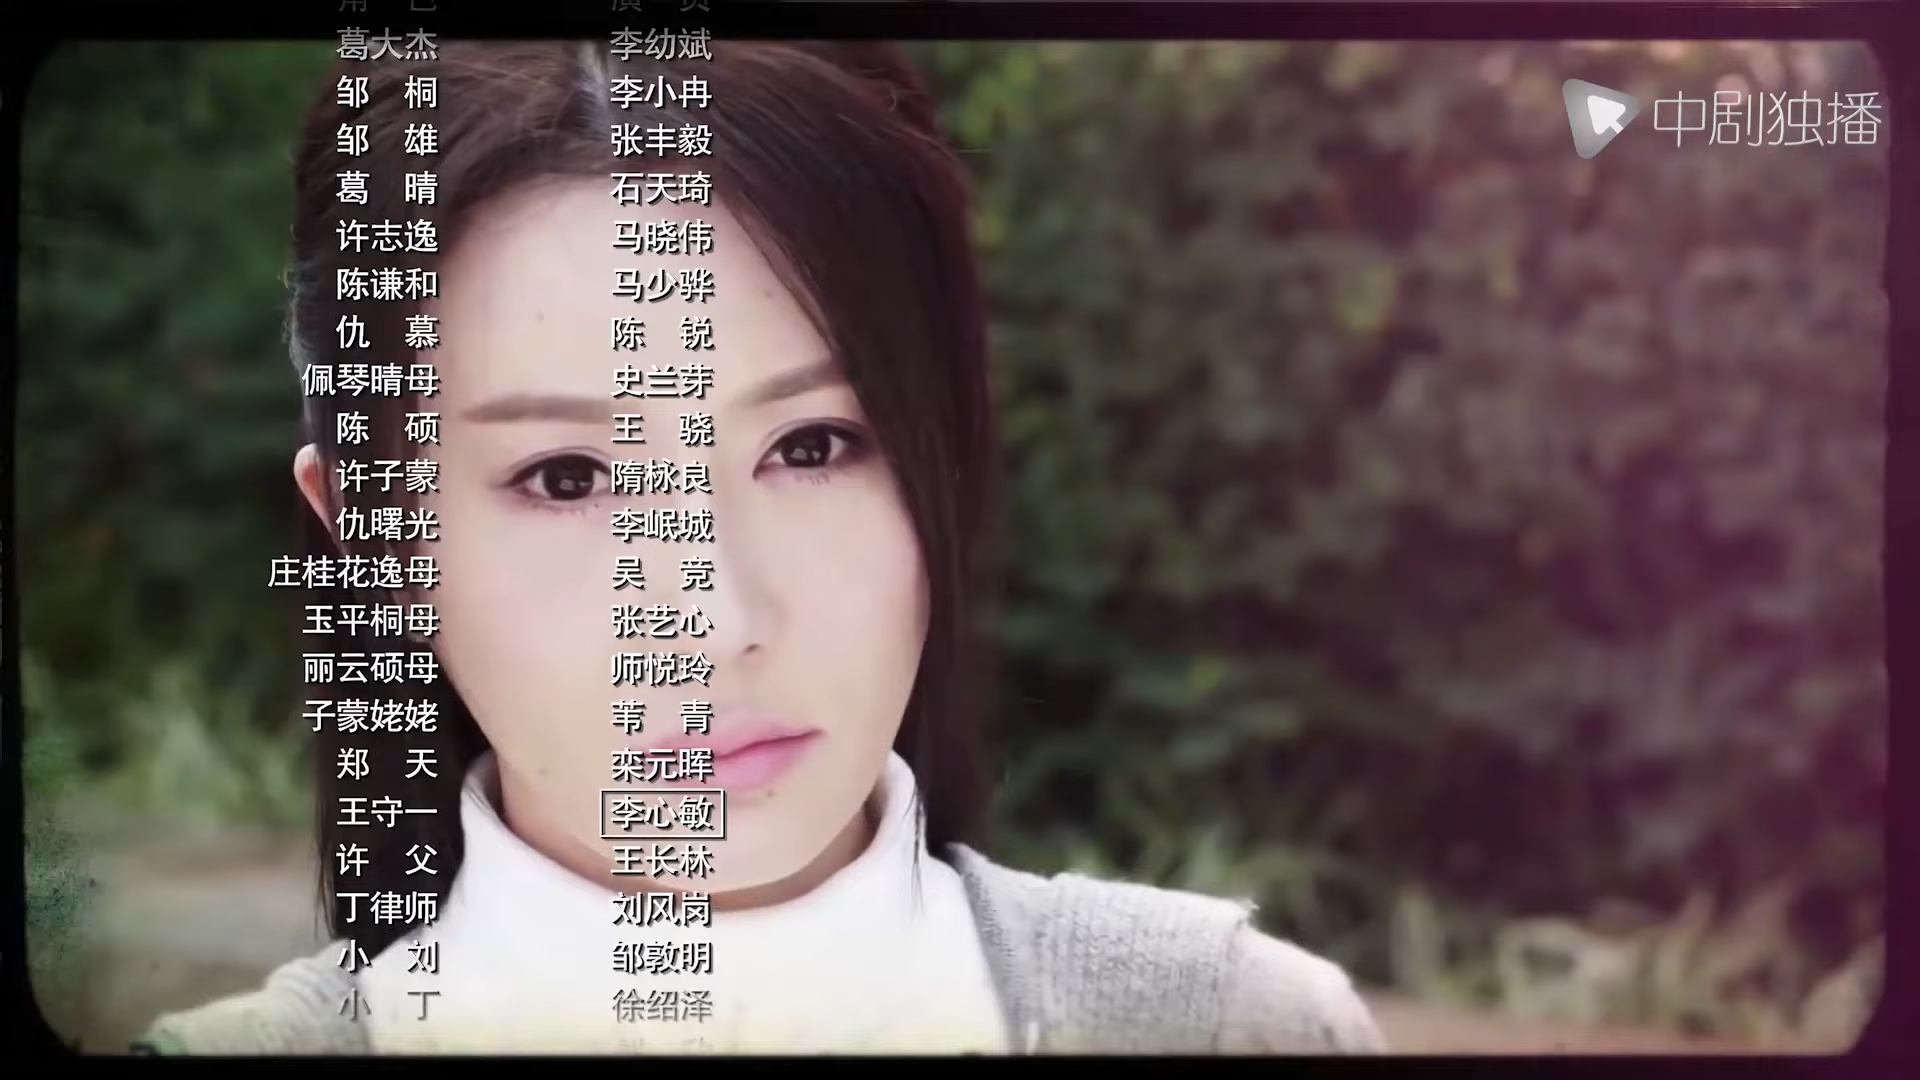 角　色　演　员
葛大杰　李幼斌
邹　桐　李小冉
邹　雄　张丰毅
葛　晴　石天琦
许志逸　马晓伟
陈谦和　马少骅
仇　慕　陈　锐
佩琴晴母　史兰芽
陈　硕　王　骁
许子蒙　隋栐良
仇曙光　李岷城
庄桂花逸母　吴　竞
玉平桐母　张艺心
丽云硕母　师悦玲
子蒙姥姥　苇　青
郑　天　栾元晖
王守一　李心敏
许　父　王长林
丁律师　刘风岗
小　刘　邹敦明
小　丁　徐绍泽
中剧独播